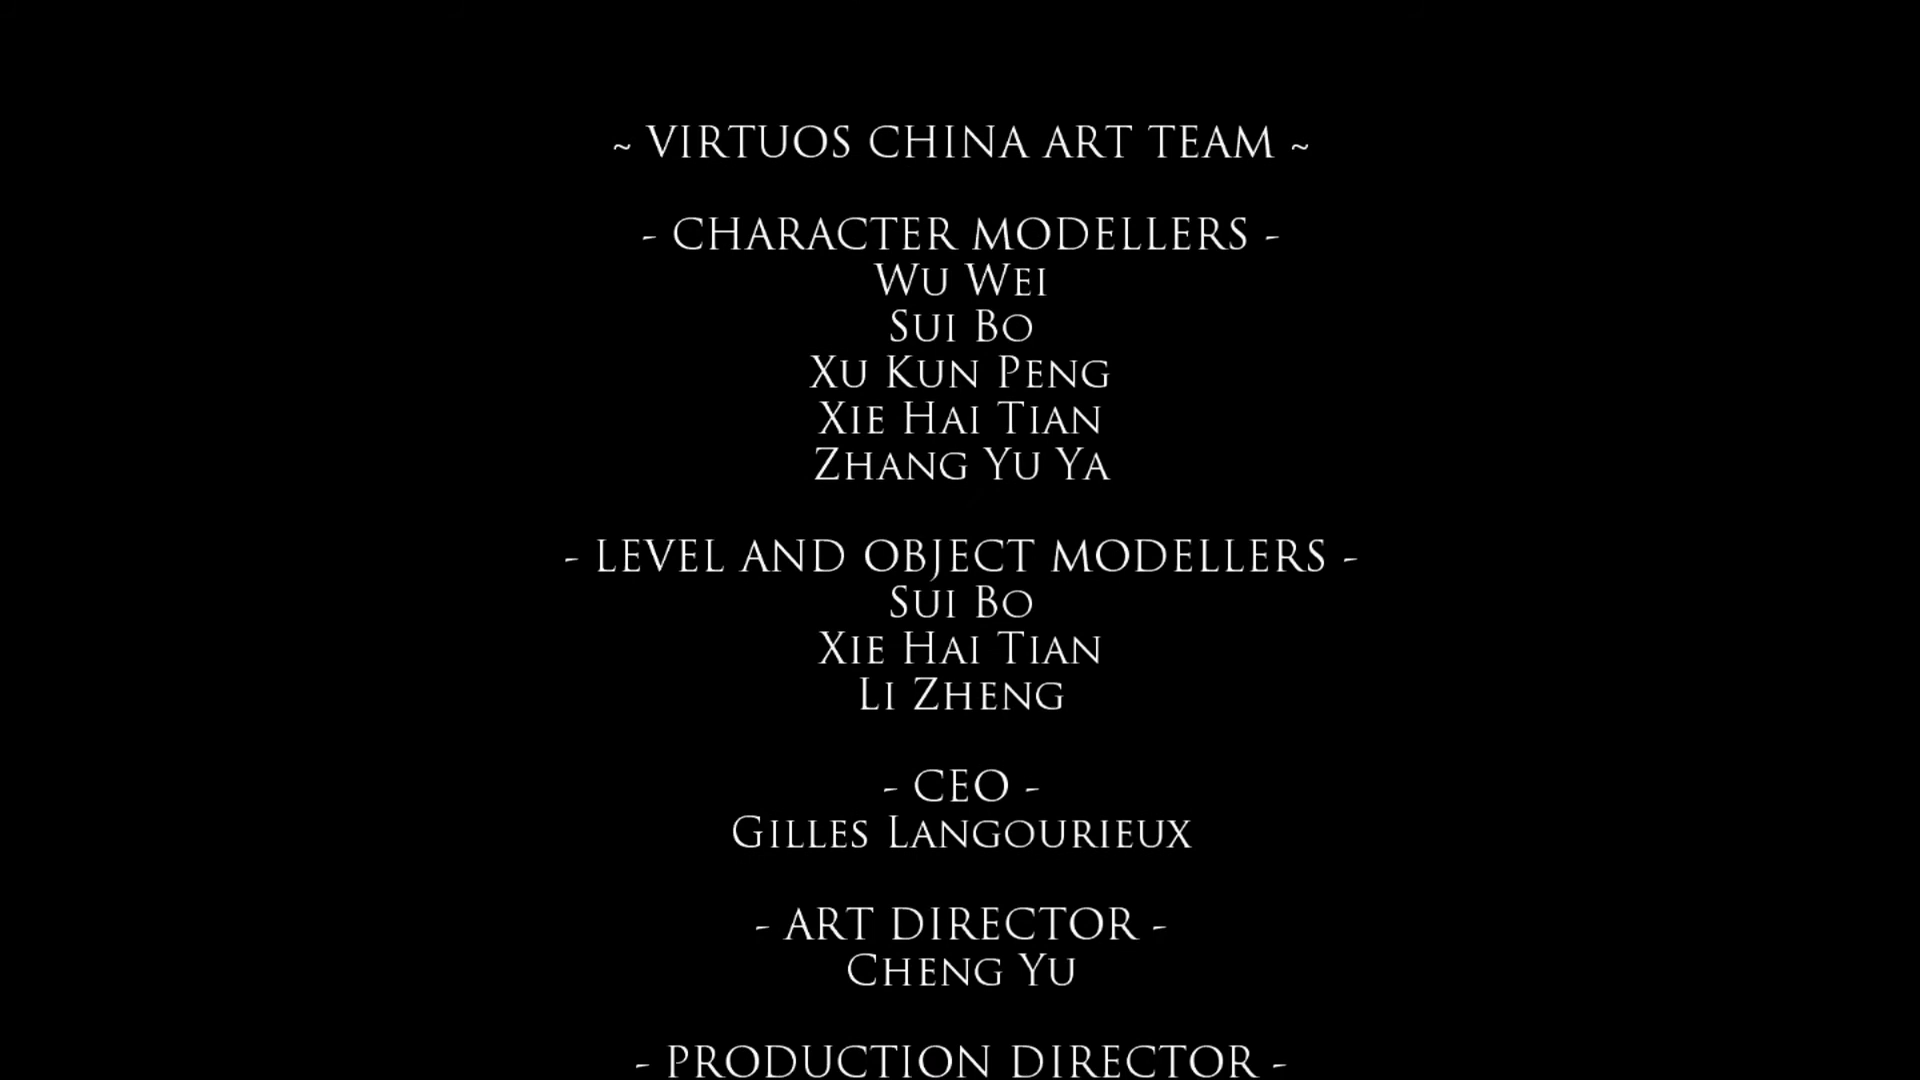 ~ VIRTUOS CHINA ART TEAM ~
- CHARACTER MODELLERS -
Wu Wei
Sui Bo
Xu Kun Peng
Xie Hai Tian
Zhang Yu Ya
- LEVEL AND OBJECT MODELLERS -
Sui Bo
Xie Hai Tian
Li Zheng
- CEO -
Gilles Langourieux
- ART DIRECTOR -
Cheng Yu
- PRODUCTION DIRECTOR -